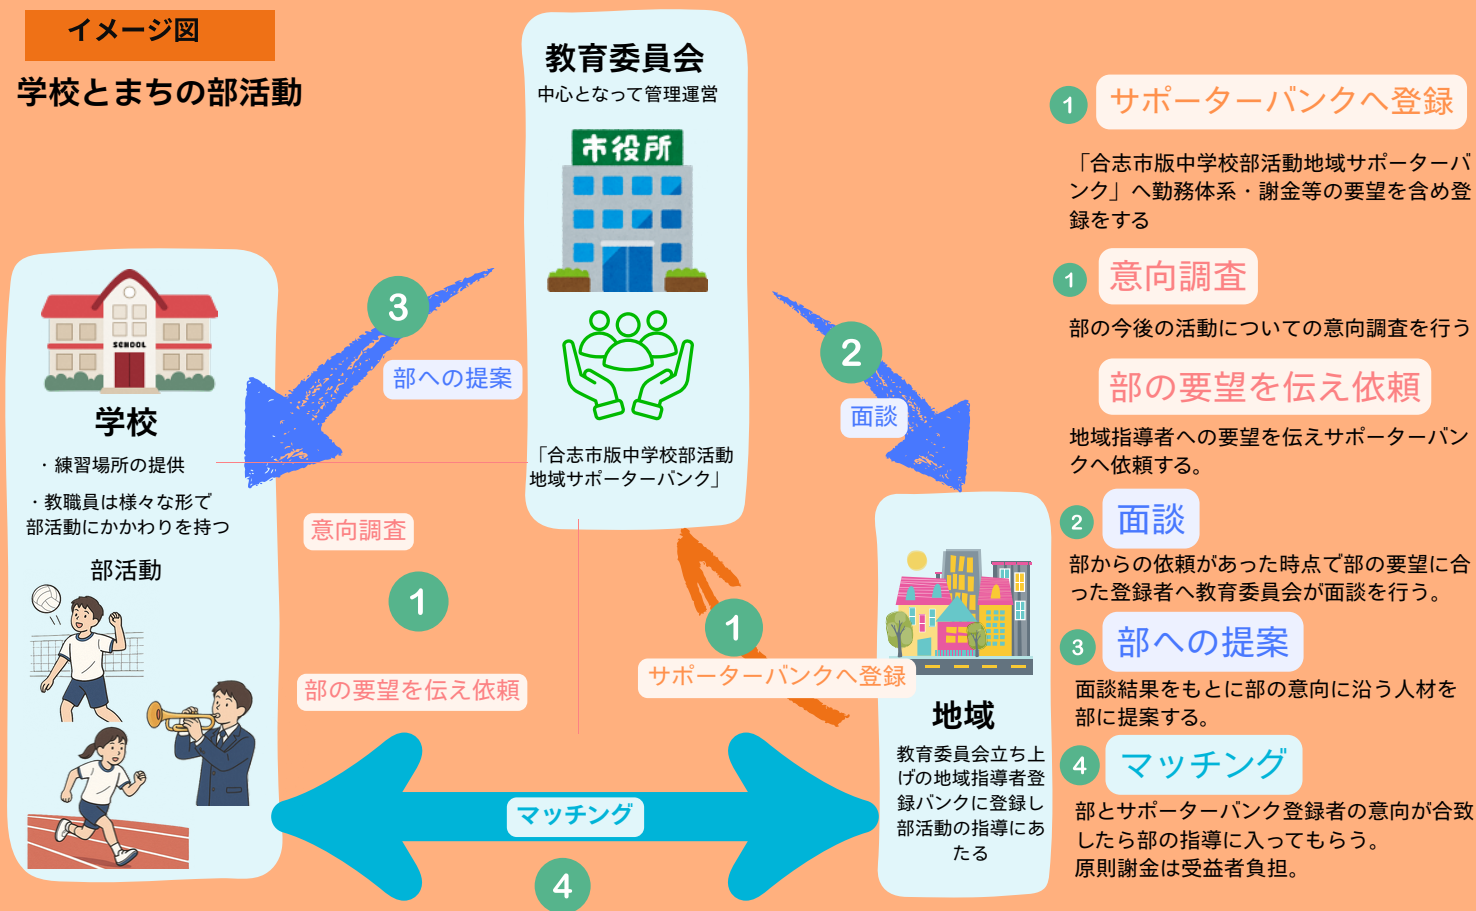 イメージ図
学校とまちの部活動
教育委員会
中心となって管理運営
市役所
「合志市版中学校部活動
地域サポーターバンク」
SCHOOL
学校
・練習場所の提供
・教職員は様々な形で
部活動にかかわりを持つ
部活動
3
部への提案
2
面談
意向調査
1
部の要望を伝え依頼
1
サポーターバンクへ登録
マッチング
4
地域
教育委員会立ち上
げの地域指導者登
録バンクに登録し
部活動の指導にあ
たる
1 サポーターバンクへ登録
「合志市版中学校部活動地域サポーターバ
ンク」へ勤務体系・謝金等の要望を含め登
録をする
1 意向調査
部の今後の活動についての意向調査を行う
部の要望を伝え依頼
地域指導者への要望を伝えサポーターバン
クへ依頼する。
2 面談
部からの依頼があった時点で部の要望に合
った登録者へ教育委員会が面談を行う。
3 部への提案
面談結果をもとに部の意向に沿う人材を
部に提案する。
4 マッチング
部とサポーターバンク登録者の意向が合致
したら部の指導に入ってもらう。
原則謝金は受益者負担。